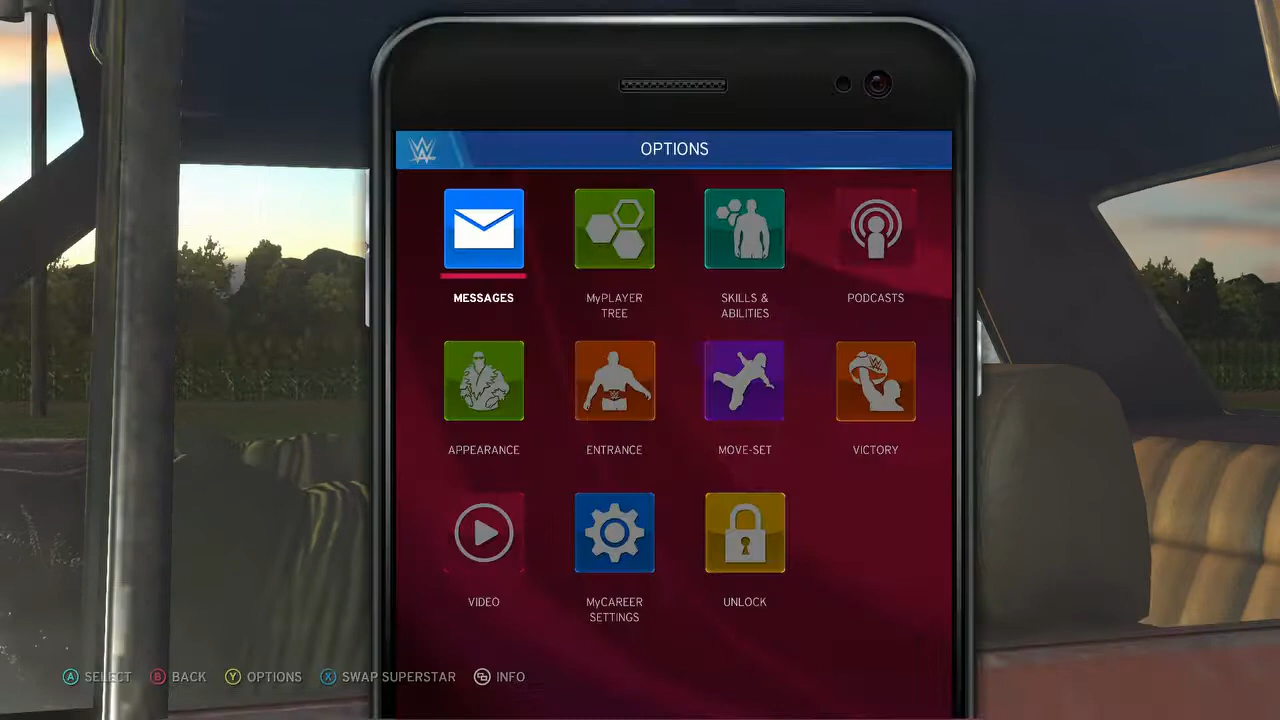 OPTIONS
MESSAGES
MyPLAYER
TREE
SKILLS &
ABILITIES
PODCASTS
APPEARANCE
ENTRANCE
MOVE-SET
VICTORY
VIDEO
MyCAREER
SETTINGS
UNLOCK
A SELECT B BACK Y OPTIONS X SWAP SUPERSTAR INFO